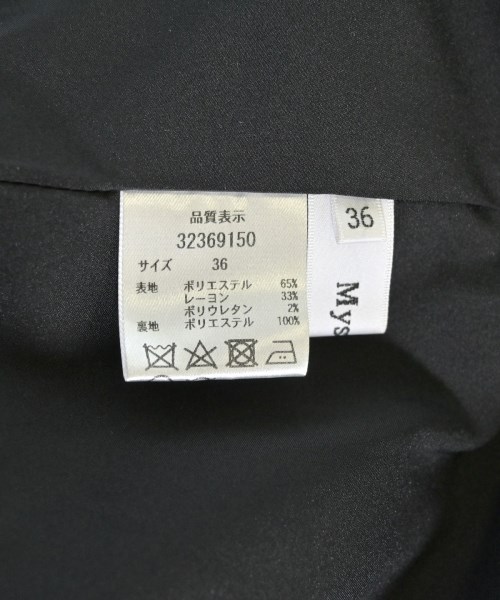 品質表示
32369150
サイズ 36
表地 ポリエステル 65%
レーヨン 33%
ポリウレタン 2%
裏地 ポリエステル 100%
36
Mys